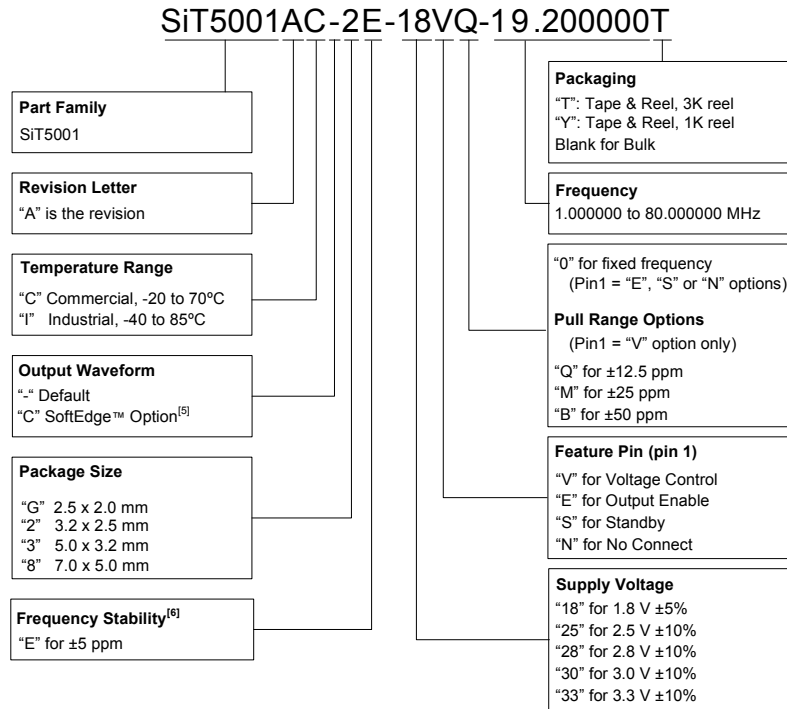 SiT5001AC-2E-18VQ-19.200000T
Part Family
SiT5001
Revision Letter
“A” is the revision
Temperature Range
“C” Commercial, -20 to 70ºC
“I” Industrial, -40 to 85ºC
Output Waveform
“-“ Default
“C” SoftEdge™ Option[5]
Package Size
“G” 2.5 x 2.0 mm
“2” 3.2 x 2.5 mm
“3” 5.0 x 3.2 mm
“8” 7.0 x 5.0 mm
Frequency Stability[6]
“E” for ±5 ppm
Packaging
“T”: Tape & Reel, 3K reel
“Y”: Tape & Reel, 1K reel
Blank for Bulk
Frequency
1.000000 to 80.000000 MHz
“0” for fixed frequency
(Pin1 = “E”, “S” or “N” options)
Pull Range Options
(Pin1 = “V” option only)
“Q” for ±12.5 ppm
“M” for ±25 ppm
“B” for ±50 ppm
Feature Pin (pin 1)
“V” for Voltage Control
“E” for Output Enable
“S” for Standby
“N” for No Connect
Supply Voltage
“18” for 1.8 V ±5%
“25” for 2.5 V ±10%
“28” for 2.8 V ±10%
“30” for 3.0 V ±10%
“33” for 3.3 V ±10%